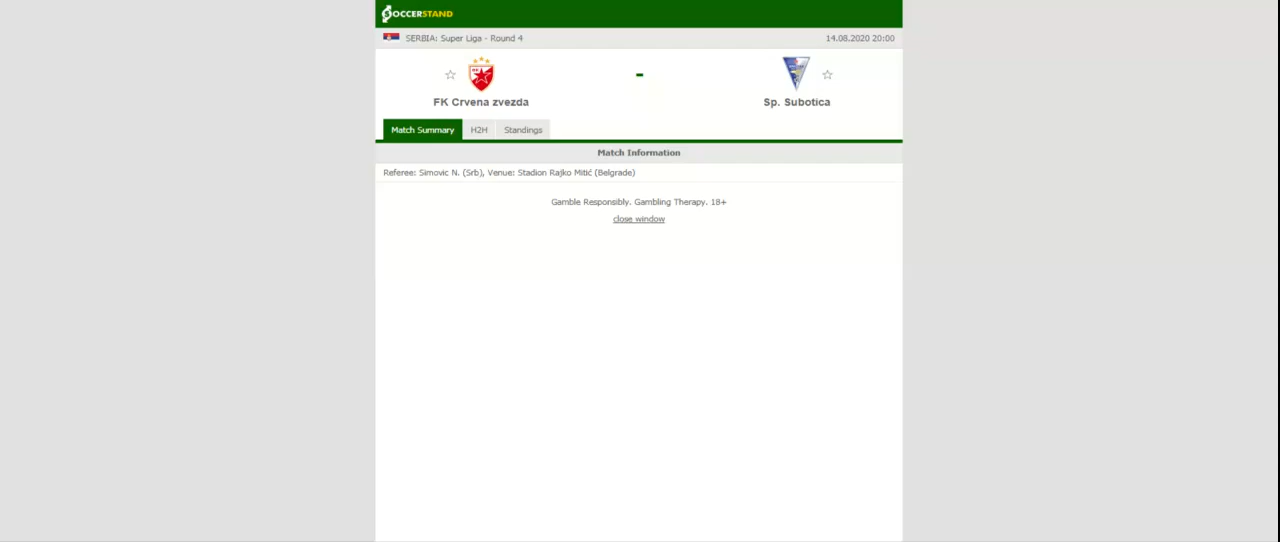 SOCCERSTAND
SERBIA: Super Liga - Round 4 14.08.2020 20:00
-
FK Crvena zvezda Sp. Subotica
Match Summary H2H Standings
Match Information
Referee: Simovic N. (Srb), Venue: Stadion Rajko Mitić (Belgrade)
Gamble Responsibly. Gambling Therapy. 18+
close window